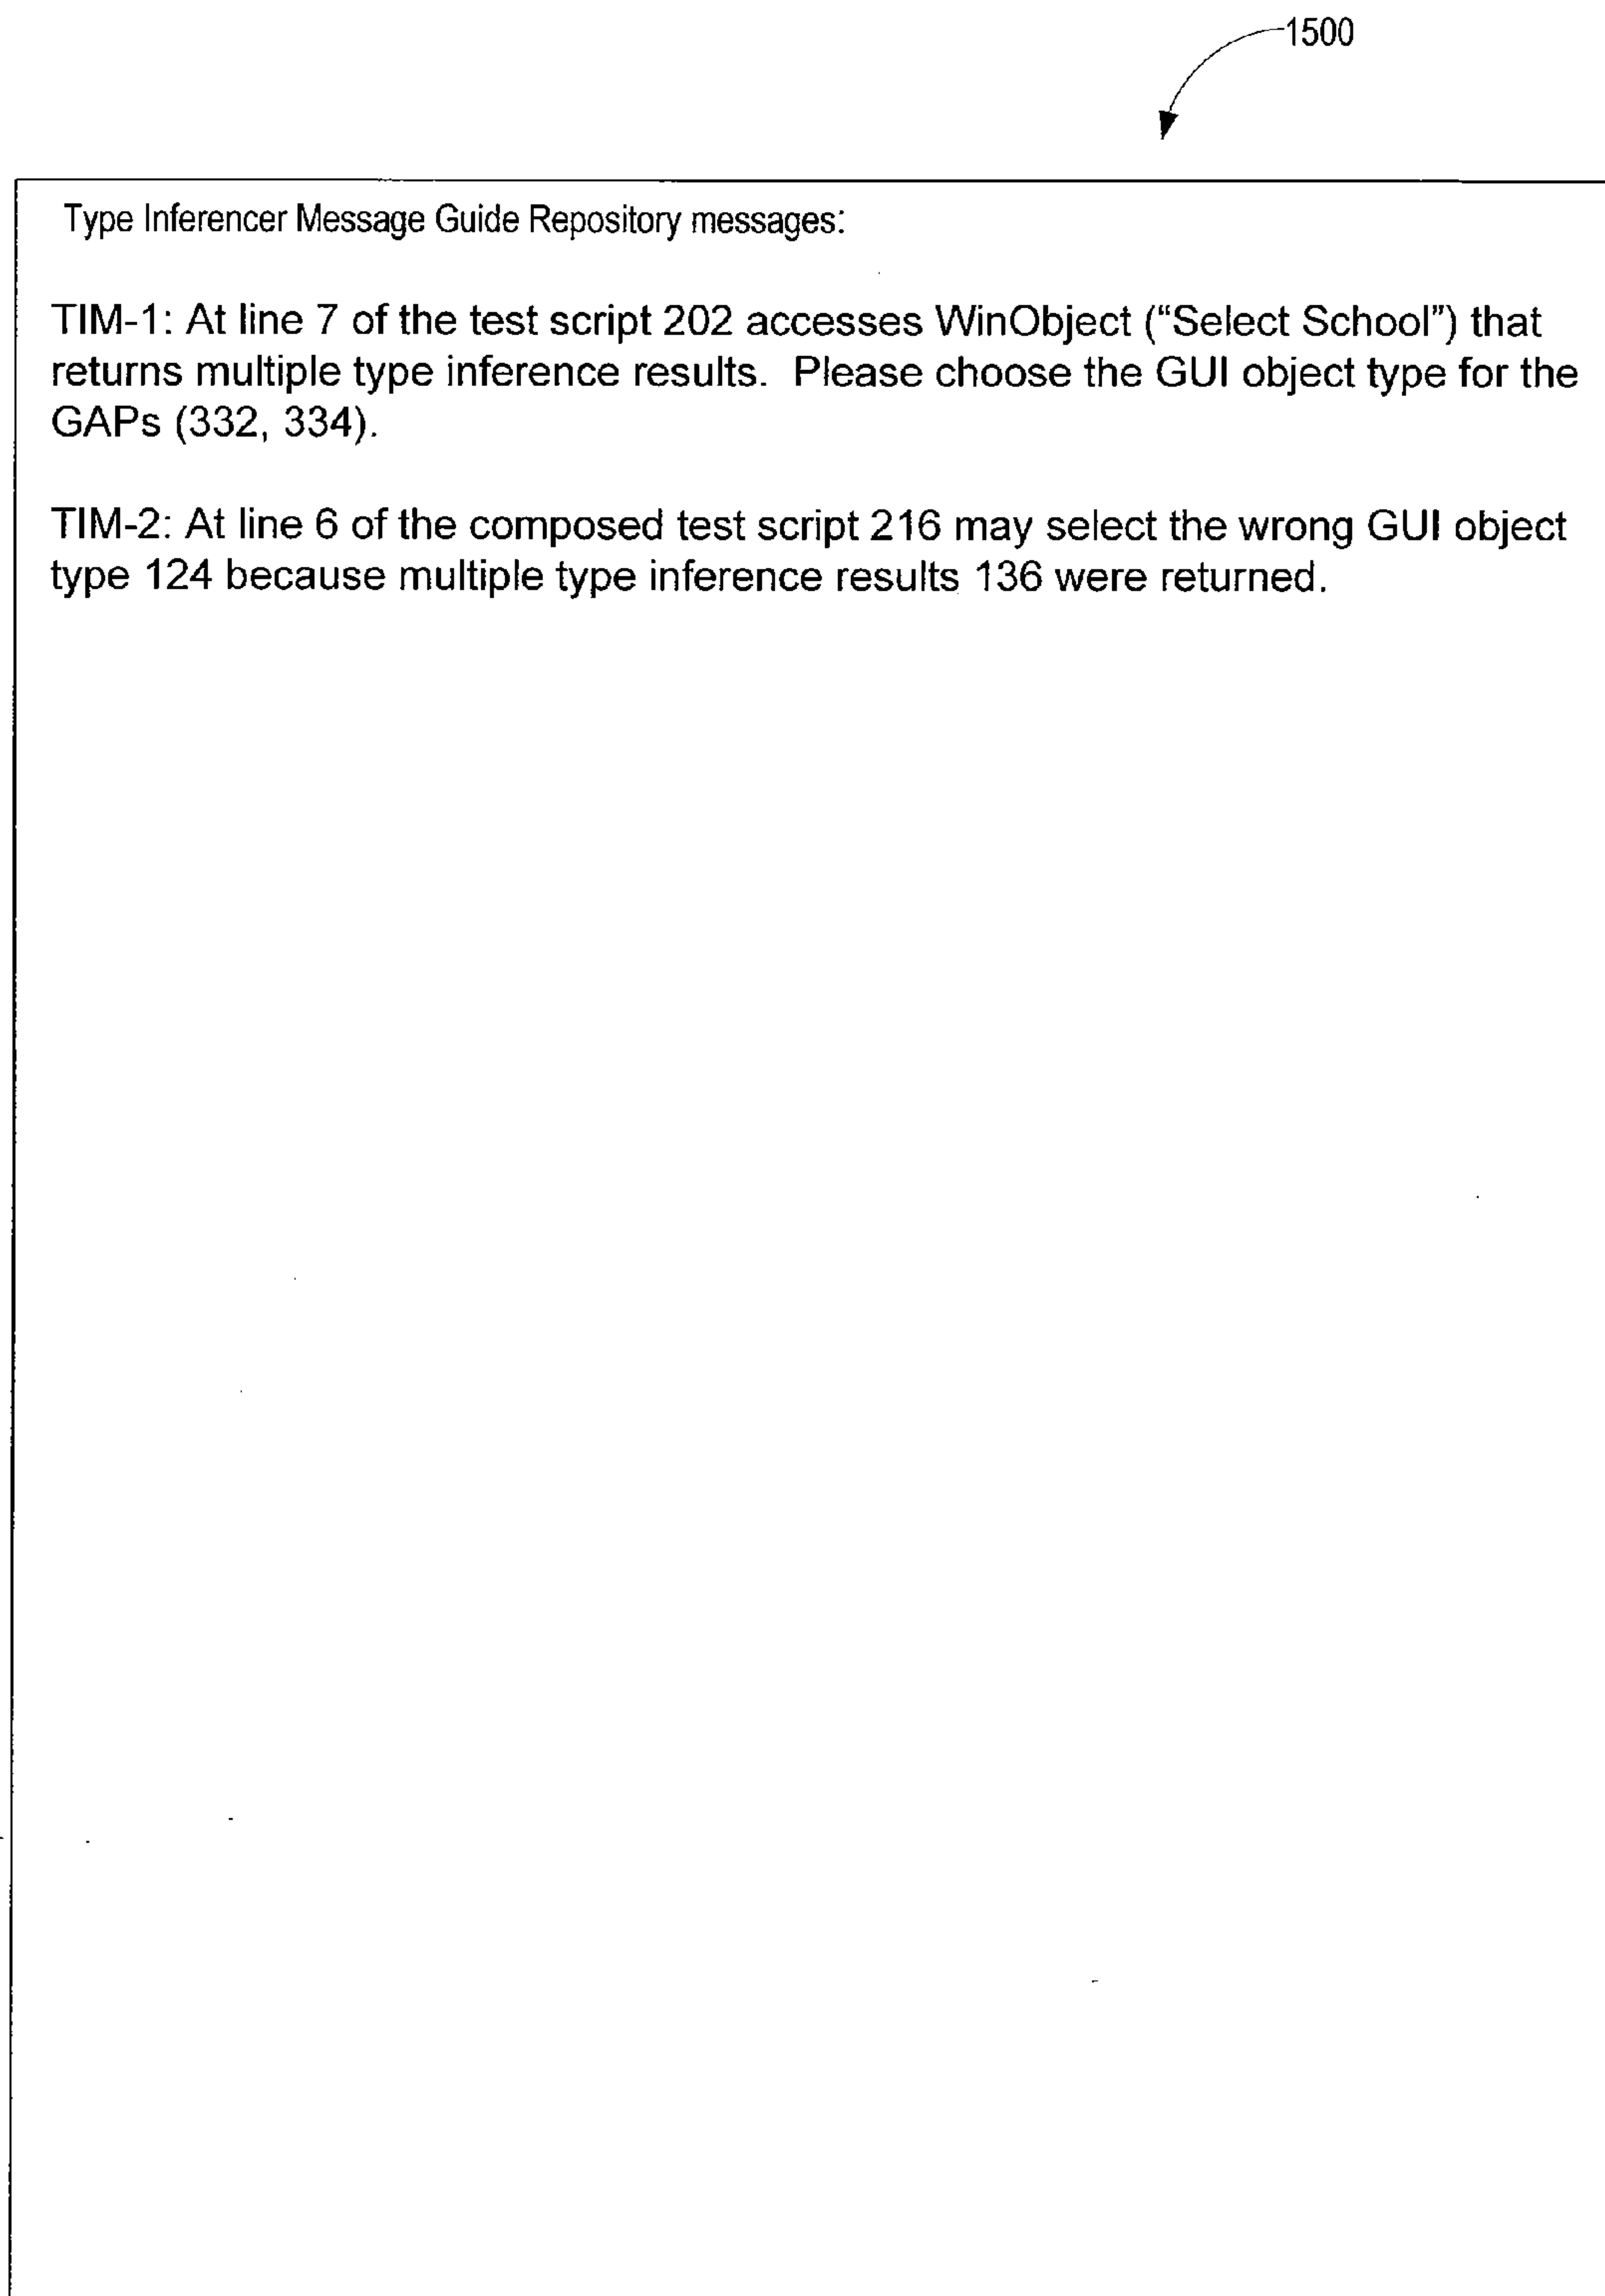 1500
Type Inferencer Message Guide Repository messages:
TIM-1: At line 7 of the test script 202 accesses WinObject (“Select School”) that
returns multiple type inference results.  Please choose the GUI object type for the
GAPs (332, 334).
TIM-2: At line 6 of the composed test script 216 may select the wrong GUI object
type 124 because multiple type inference results 136 were returned.